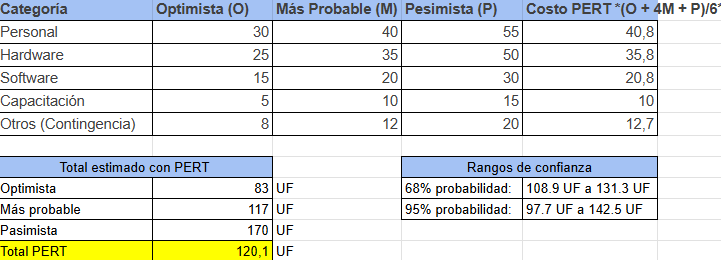 Categoría Optimista (O) Más Probable (M) Pesimista (P) Costo PERT *(O + 4M + P)/6*
Personal 30 40 55 40,8
Hardware 25 35 50 35,8
Software 15 20 30 20,8
Capacitación 5 10 15 10
Otros (Contingencia) 8 12 20 12,7
Total estimado con PERT Rangos de confianza
Optimista 83 UF 68% probabilidad: 108.9 UF a 131.3 UF
Más probable 117 UF 95% probabilidad: 97.7 UF a 142.5 UF
Pasimista 170 UF
Total PERT 120,1 UF